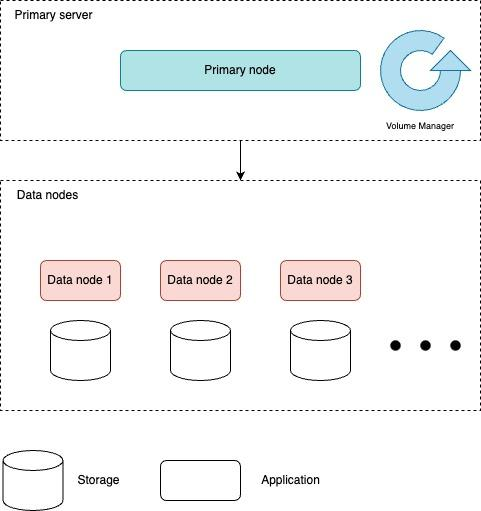 Primary server
Primary node
Volume Manager
Data nodes
Data node 1
Data node 2
Data node 3
Storage
Application